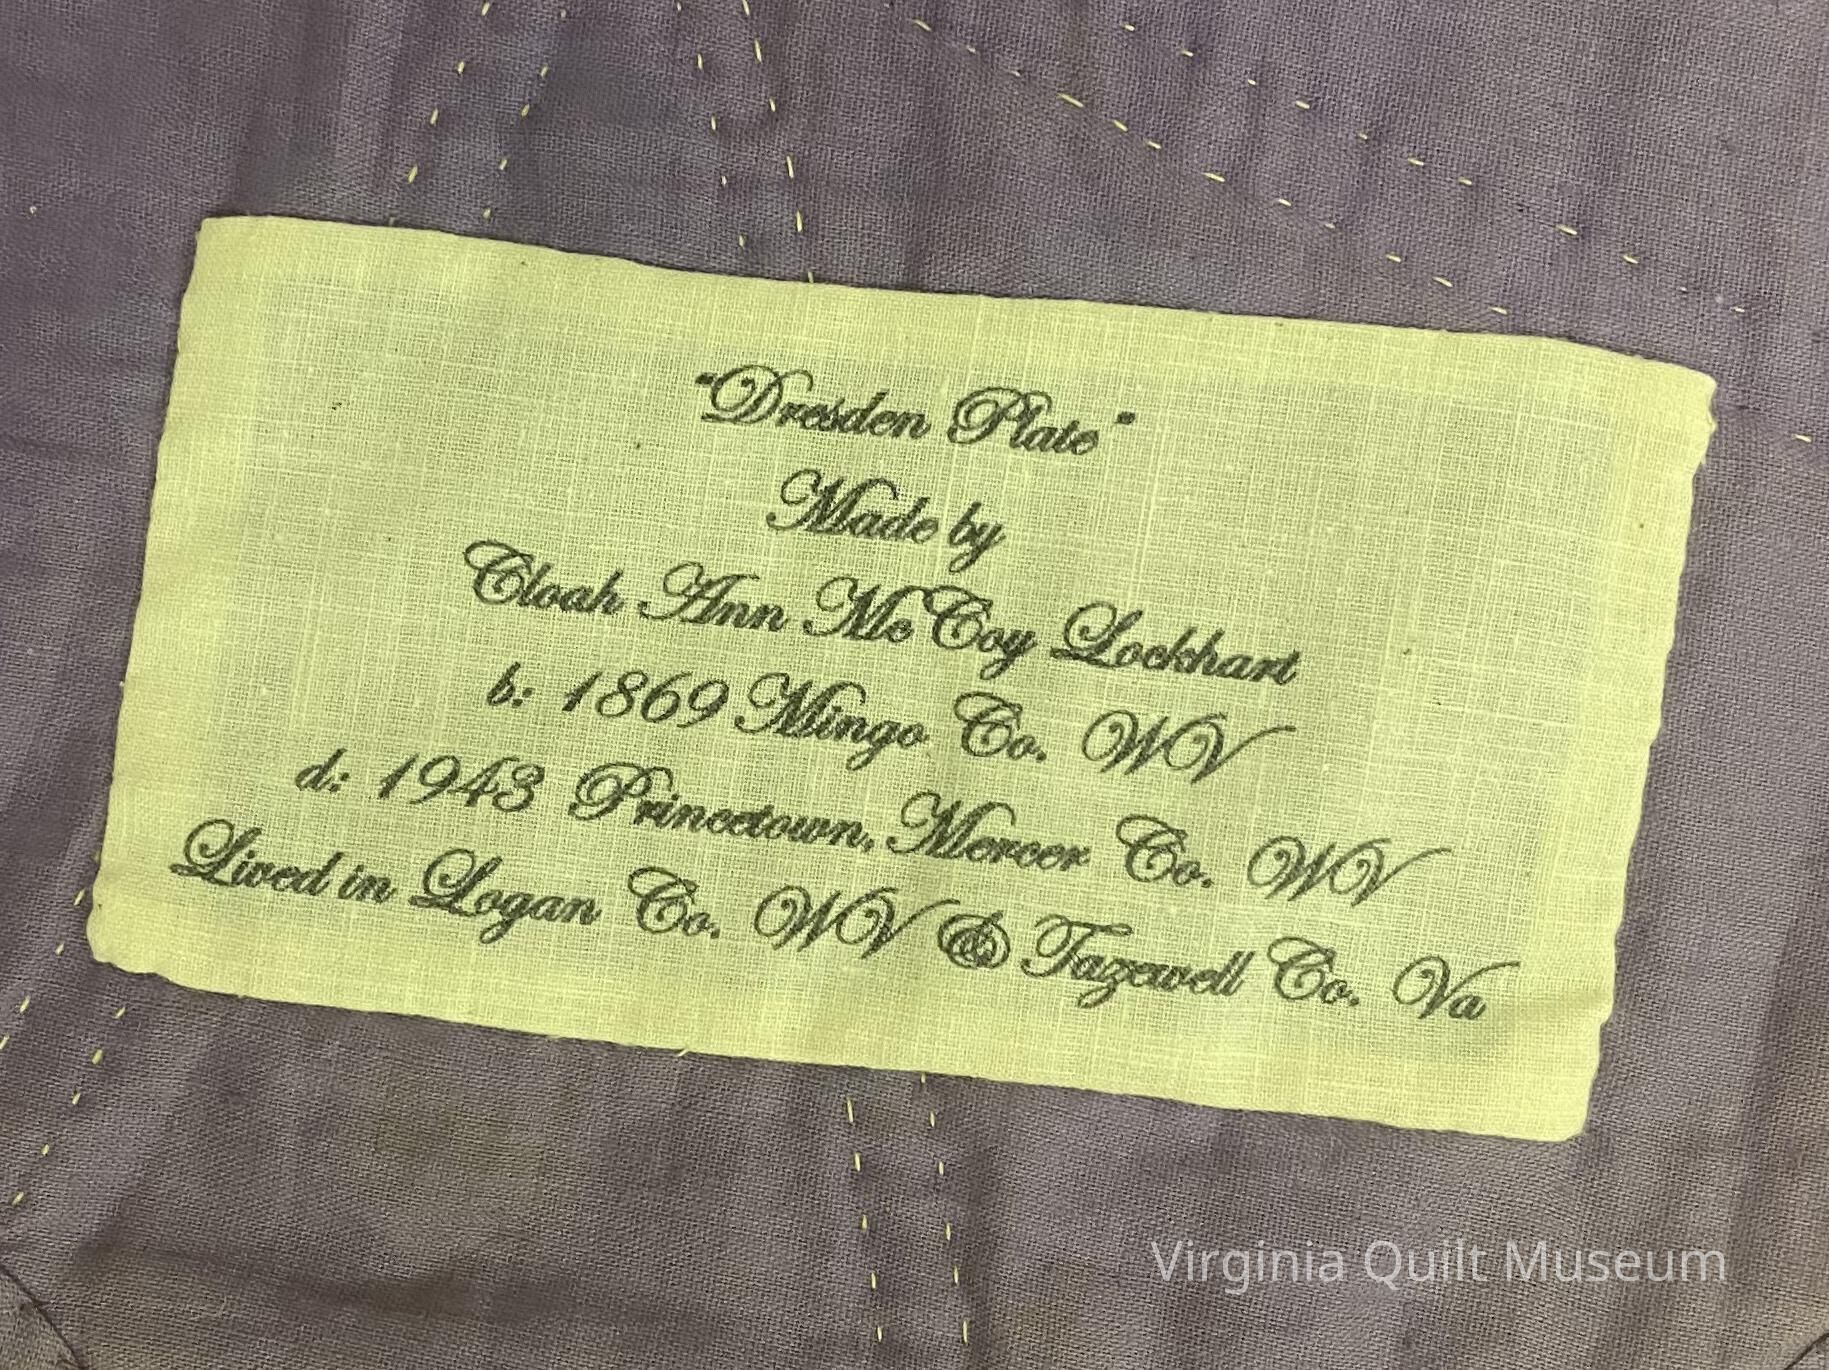 "Dresden Plate"
Made by
Cloah Ann McCoy Lockhart
b: 1869 Mingo Co. WV
d: 1943 Princetown, Mercer Co. WV
Lived in Logan Co. WV & Tazewell Co. Va
Virginia Quilt Museum